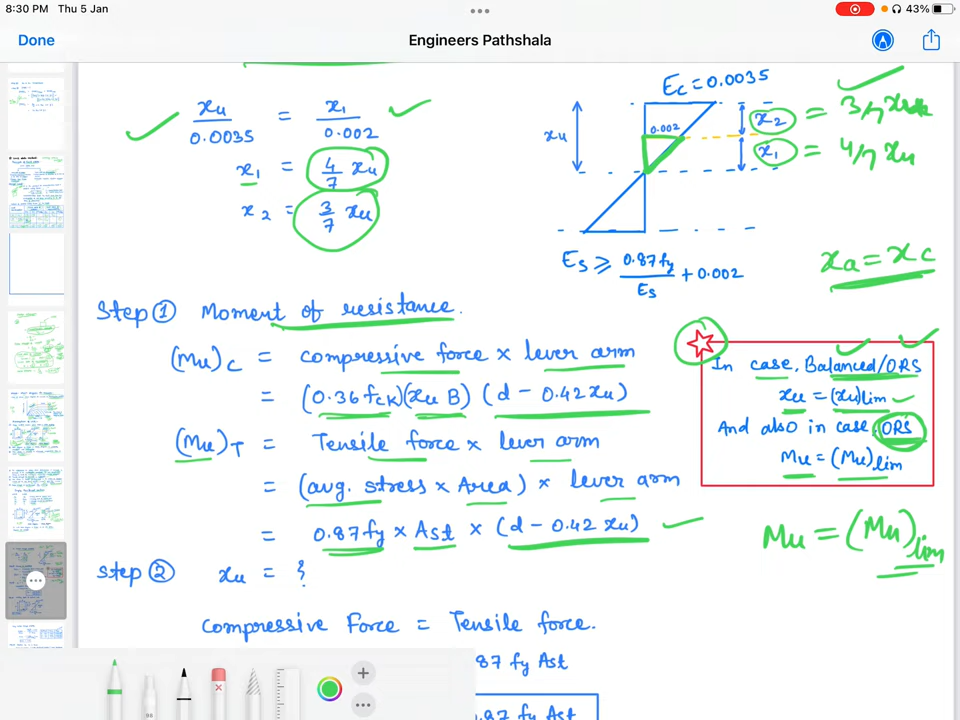 8:30 PM Thu 5 Jan
43%
Done
Engineers Pathshala
xu / 0.0035 = x1 / 0.002
x1 = 4/7 xu
x2 = 3/7 xu
Ec = 0.0035
xu
0.002
x2 = 3/7 xu
x1 = 4/7 xu
Es ≥ 0.87fy / Es + 0.002
xa = xc
Step ① Moment of resistance.
(Mu)C = compressive force × lever arm
= (0.36 fck)(xu B) (d - 0.42 xu)
(Mu)T = Tensile force × lever arm
= (avg. stress × Area) × lever arm
= 0.87fy × Ast × (d - 0.42 xu)
In case, Balanced/ORS
xu = (xu)lim
And also in case ORS
Mu = (Mu)lim
Mu = (Mu)lim
Step ② xu = ?
Compressive Force = Tensile force.
87 fy Ast
0.87 fy Ast